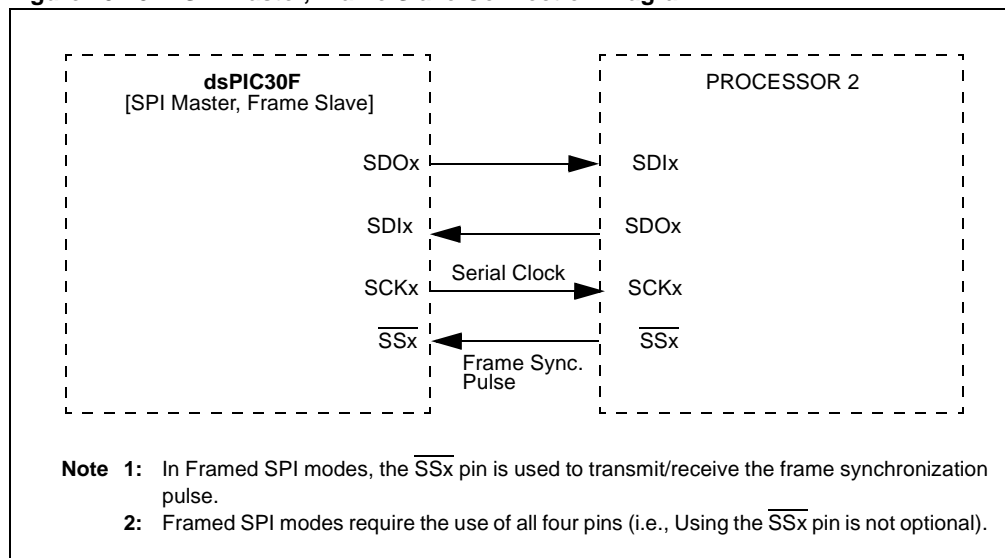 dsPIC30F
[SPI Master, Frame Slave]
PROCESSOR 2
SDOx
SDIx
SDIx
SDOx
Serial Clock
SCKx
SCKx
SSx
SSx
Frame Sync.
Pulse
Note 1: In Framed SPI modes, the SSx pin is used to transmit/receive the frame synchronization
pulse.
2: Framed SPI modes require the use of all four pins (i.e., Using the SSx pin is not optional).